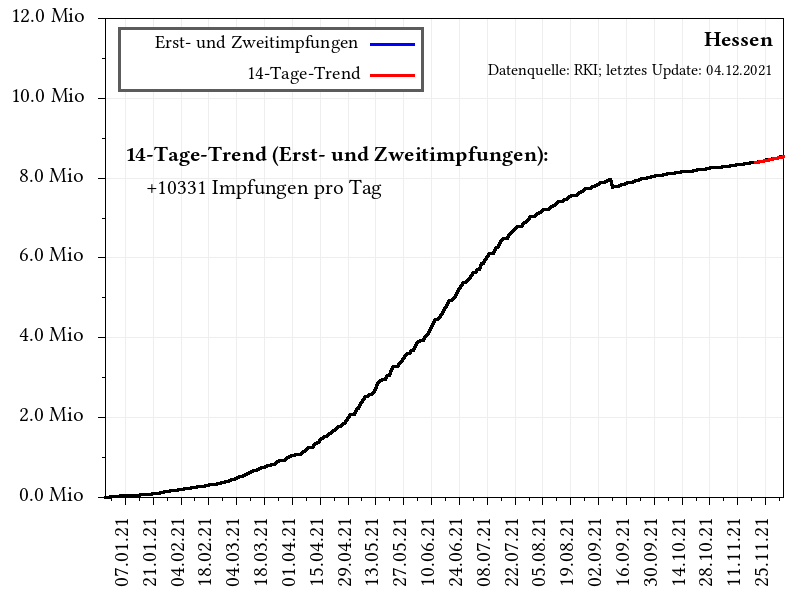 12.0 Mio
10.0 Mio
8.0 Mio
6.0 Mio
4.0 Mio
2.0 Mio
0.0 Mio
Erst- und Zweitimpfungen
14-Tage-Trend
Hessen
Datenquelle: RKI; letztes Update: 04.12.2021
14-Tage-Trend (Erst- und Zweitimpfungen):
+10331 Impfungen pro Tag
07.01.21
21.01.21
04.02.21
18.02.21
04.03.21
18.03.21
01.04.21
15.04.21
29.04.21
13.05.21
27.05.21
10.06.21
24.06.21
08.07.21
22.07.21
05.08.21
19.08.21
02.09.21
16.09.21
30.09.21
14.10.21
28.10.21
11.11.21
25.11.21